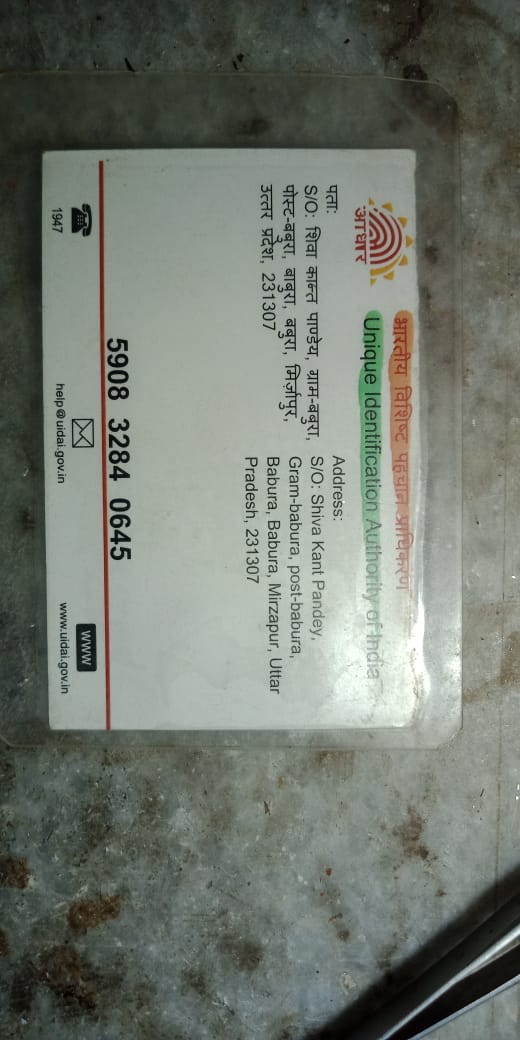 आधार
भारतीय विशिष्ट पहचान प्राधिकरण
Unique Identification Authority of India
पता:
S/O: शिवा कान्त पाण्डेय, ग्राम-बबुरा,
पोस्ट-बबुरा, बाबुरा, बबुरा, मिर्ज़ापुर,
उत्तर प्रदेश, 231307
Address:
S/O: Shiva Kant Pandey,
Gram-babura, post-babura,
Babura, Babura, Mirzapur, Uttar
Pradesh, 231307
5908 3284 0645
1947
help@uidai.gov.in
www
www.uidai.gov.in